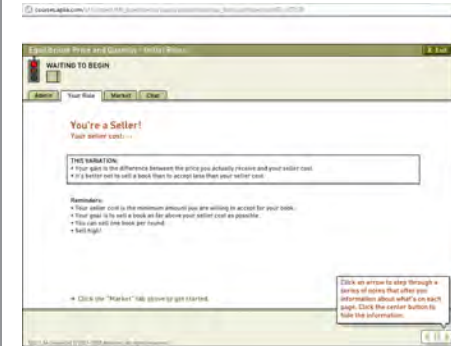 Equilibrium Price and Quantity - Initial Roles
Exit
WAITING TO BEGIN
Admin
Your Role
Market
Chat
You're a Seller!
Your seller cost: --
THIS VARIATION:
• Your gain is the difference between the price you actually receive and your seller cost.
• It's better not to sell a book than to accept less than your seller cost.
Reminders:
• Your seller cost is the minimum amount you are willing to accept for your book.
• Your goal is to sell a book as far above your seller cost as possible.
• You can sell one book per round.
• Sell high!
Click the "Market" tab above to get started.
Click an arrow to step through a
series of notes that offer you
information about what's on each
page. Click the center button to
hide the information.